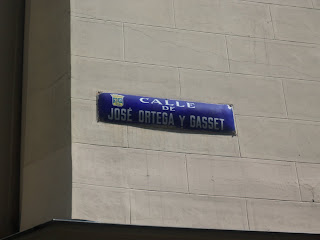 CALLE
DE
JOSÉ ORTEGA Y GASSET